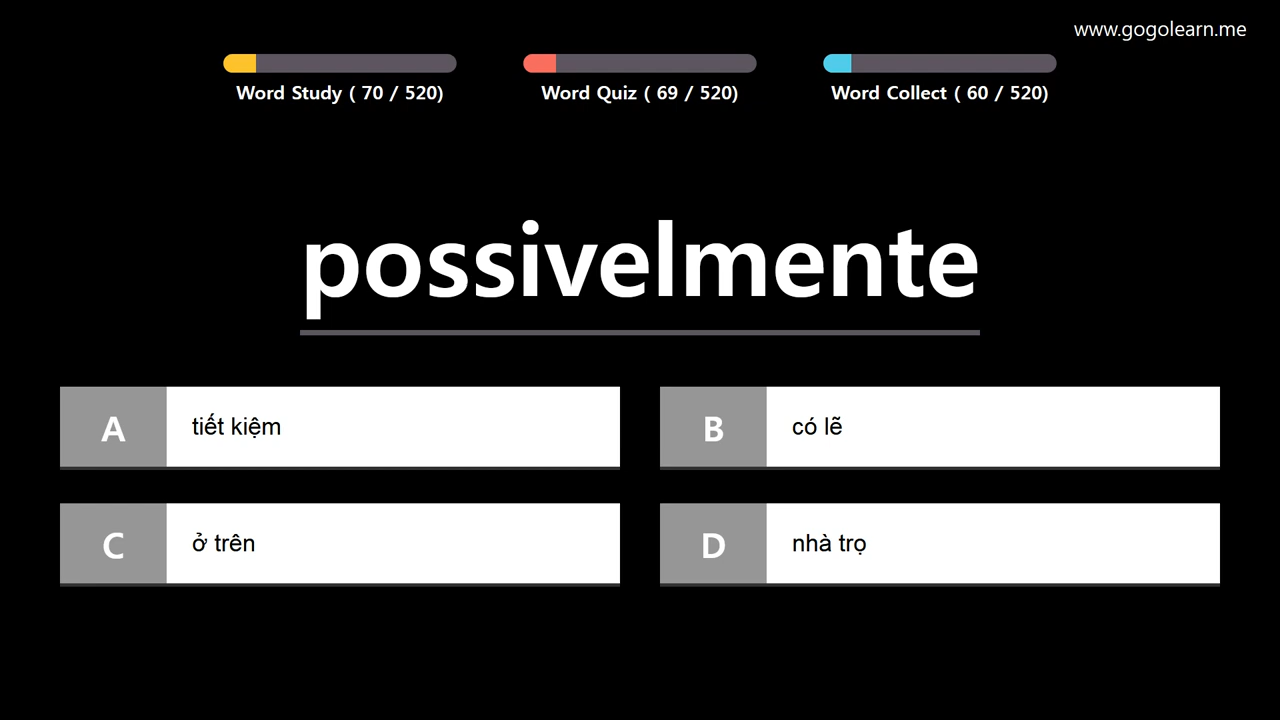 www.gogolearn.me
Word Study ( 70 / 520)
Word Quiz ( 69 / 520)
Word Collect ( 60 / 520)
possivelmente
A
tiết kiệm
B
có lẽ
C
ở trên
D
nhà trọ